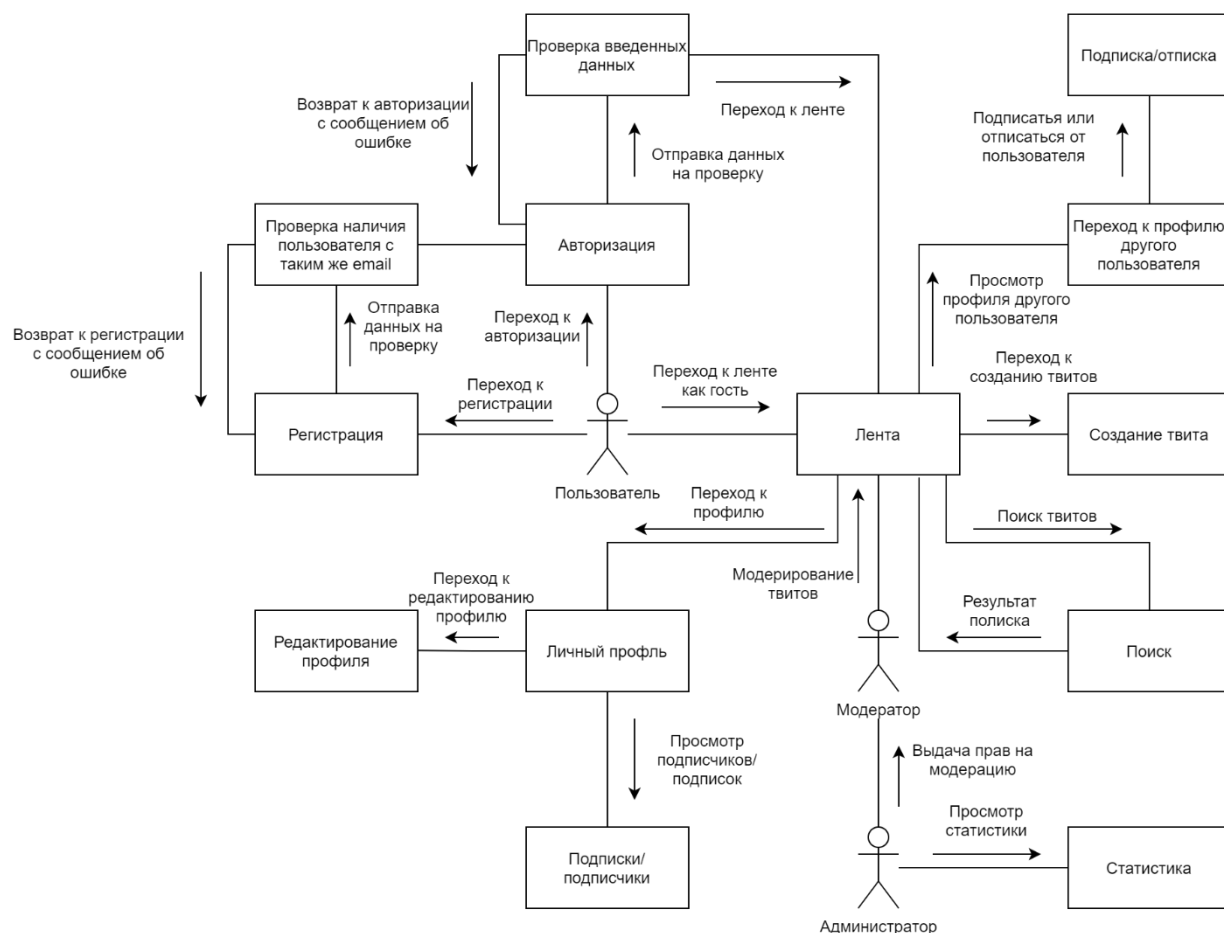 Проверка введенных
данных
Подписка/отписка
Возврат к авторизации
с сообщением об
ошибке
Переход к ленте
Подписатья или
отписаться от
пользователя
Отправка данных
на проверку
Проверка наличия
пользователя с
таким же email
Авторизация
Переход к профилю
другого
пользователя
Возврат к регистрации
с сообщением об
ошибке
Отправка
данных на
проверку
Переход к
авторизации
Просмотр
профиля другого
пользователя
Переход к
регистрации
Переход к ленте
как гость
Переход к
созданию твитов
Регистрация
Лента
Создание твита
Пользователь
Переход к
профилю
Поиск твитов
Модерирование
твитов
Переход к
редактированию
профилю
Результат
полиска
Редактирование
профиля
Личный профль
Поиск
Модератор
Просмотр
подписчиков/
подписок
Выдача прав на
модерацию
Просмотр
статистики
Подписки/
подписчики
Статистика
Администратор